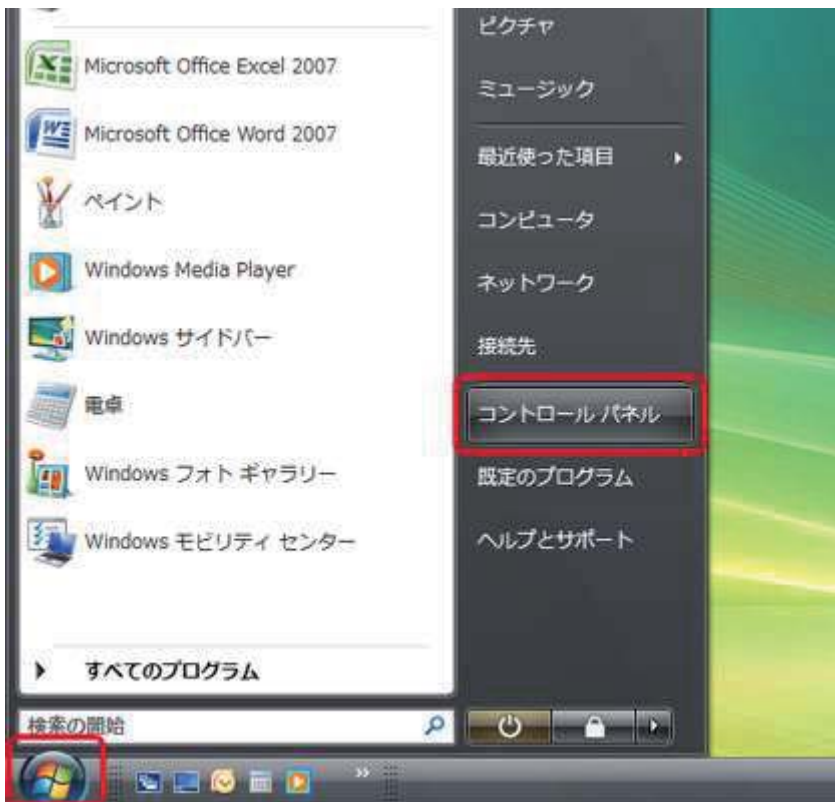 Microsoft Office Excel 2007
Microsoft Office Word 2007
ペイント
Windows Media Player
Windows サイドバー
電卓
Windows フォト ギャラリー
Windows モビリティ センター
すべてのプログラム
検索の開始
ピクチャ
ミュージック
最近使った項目
コンピュータ
ネットワーク
接続先
コントロール パネル
既定のプログラム
ヘルプとサポート